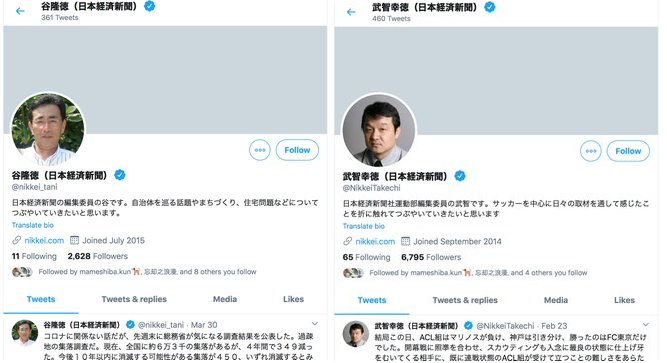 谷隆徳（日本経済新聞）
361 Tweets
Follow
谷隆徳（日本経済新聞）
@nikkei_tani
日本経済新聞の編集委員の谷です。自治体を巡る話題やまちづくり、住宅問題などについて
つぶやいていきたいと思います。
Translate bio
nikkei.com Joined July 2015
11 Following 2,628 Followers
Followed by mameshiba.kun🐕, 忘却之浪漫, and 8 others you follow
Tweets Tweets & replies Media Likes
谷隆徳（日本経済新聞） @nikkei_tani · Mar 30
コロナに関係ない話だが、先週末に総務省が気になる調査結果を公表した。過疎
地の集落調査だ。現在、全国に約６万３千の集落があるが、４年間で３４９減っ
た。今後１０年以内に消滅する可能性がある集落が４５０、いずれ消滅するとみ
武智幸徳（日本経済新聞）
460 Tweets
Follow
武智幸徳（日本経済新聞）
@NikkeiTakechi
日本経済新聞社運動部編集委員の武智です。サッカーを中心に日々の取材を通して感じたこ
とを折に触れてつぶやいていきたいと思います
Translate bio
nikkei.com Joined September 2014
65 Following 6,795 Followers
Followed by mameshiba.kun🐕, 忘却之浪漫, and 4 others you follow
Tweets Tweets & replies Media Likes
武智幸徳（日本経済新聞） @NikkeiTakechi · Feb 23
結局この日、ACL組はマリノスが負け、神戸は引き分け、勝ったのはFC東京だけ
でした。開幕戦に照準を合わせ、スカウティングも入念に最良の状態に仕上げ牙
をむいてくる相手に、既に連戦状態のACL組が受けて立つことの難しさをあらた